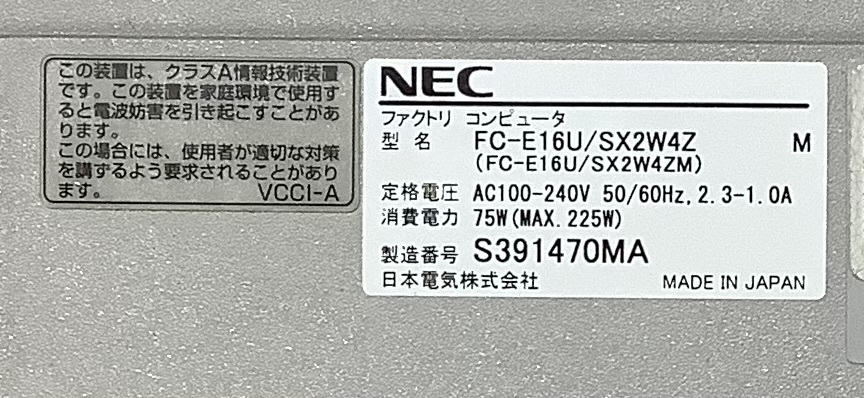 この装置は、クラスA情報技術装置
です。この装置を家庭環境で使用す
ると電波妨害を引き起こすことがあ
ります。
この場合には、使用者が適切な対策
を講ずるよう要求されることがあり
ます。 VCCI-A
NEC
ファクトリ コンピュータ
型 名 FC-E16U/SX2W4Z M
(FC-E16U/SX2W4ZM)
定格電圧 AC100-240V 50/60Hz, 2.3-1.0A
消費電力 75W(MAX.225W)
製造番号 S391470MA
日本電気株式会社 MADE IN JAPAN